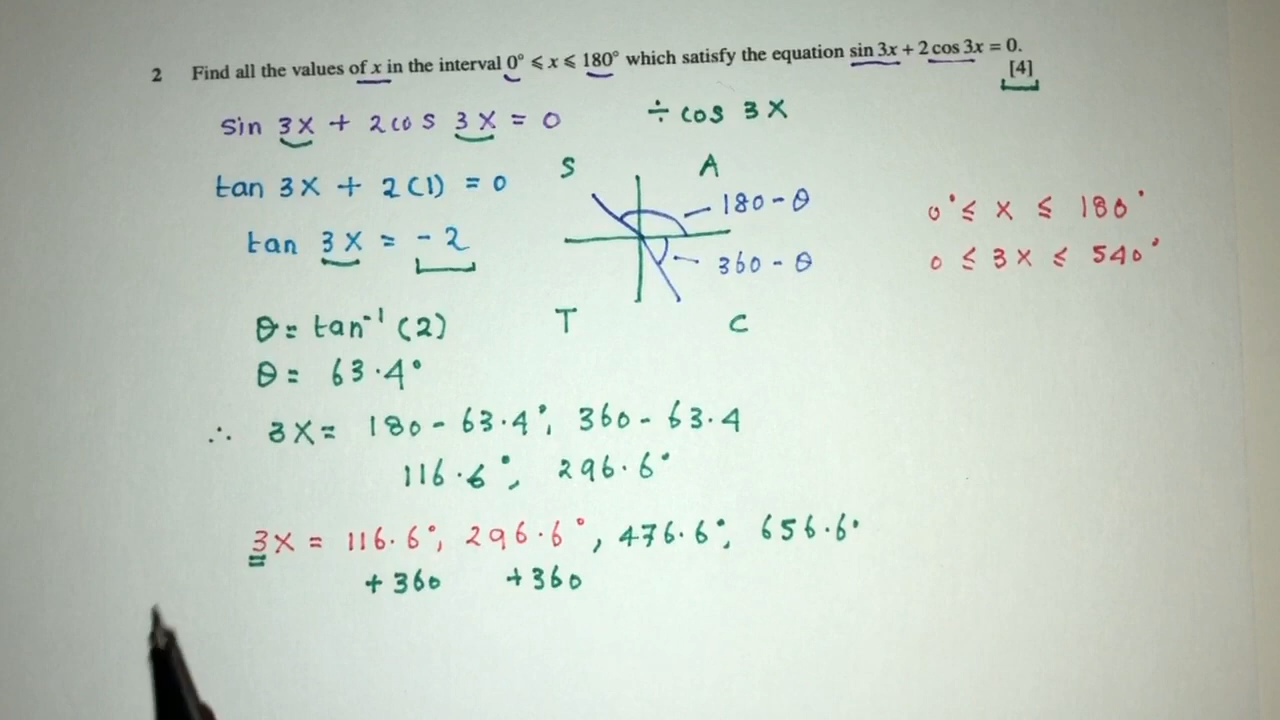 2 Find all the values of x in the interval 0° ⩽ x ⩽ 180° which satisfy the equation sin 3x + 2 cos 3x = 0.
[4]
sin 3x + 2cos 3x = 0
÷ cos 3x
tan 3x + 2(1) = 0
S A
180 - θ
0° ≤ x ≤ 180°
tan 3x = -2
360 - θ
0 ≤ 3x ≤ 540°
T C
θ = tan⁻¹ (2)
θ = 63.4°
∴ 3x = 180 - 63.4°, 360 - 63.4
116.6°, 296.6°
3x = 116.6°, 296.6°, 476.6°, 656.6°
+360 +360